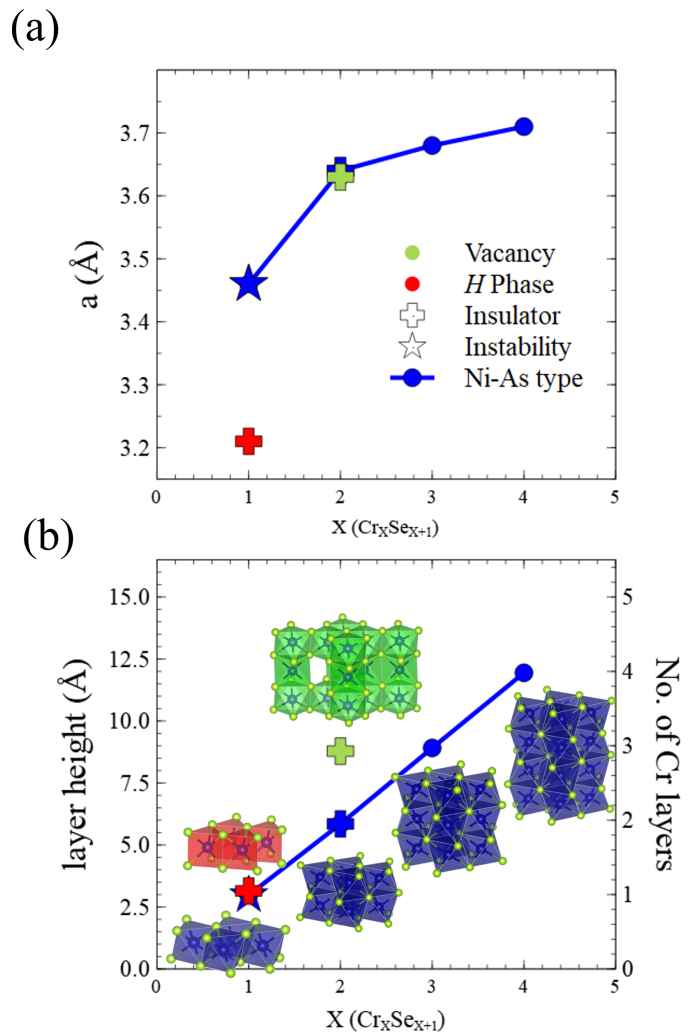 (a)
3.7
3.6
3.5
3.4
3.3
3.2
a (Å)
Vacancy
H Phase
Insulator
Instability
Ni-As type
0 1 2 3 4 5
X (CrXSeX+1)
(b)
15.0
12.5
10.0
7.5
5.0
2.5
0.0
layer height (Å)
5
4
3
2
1
0
No. of Cr layers
0 1 2 3 4 5
X (CrXSeX+1)